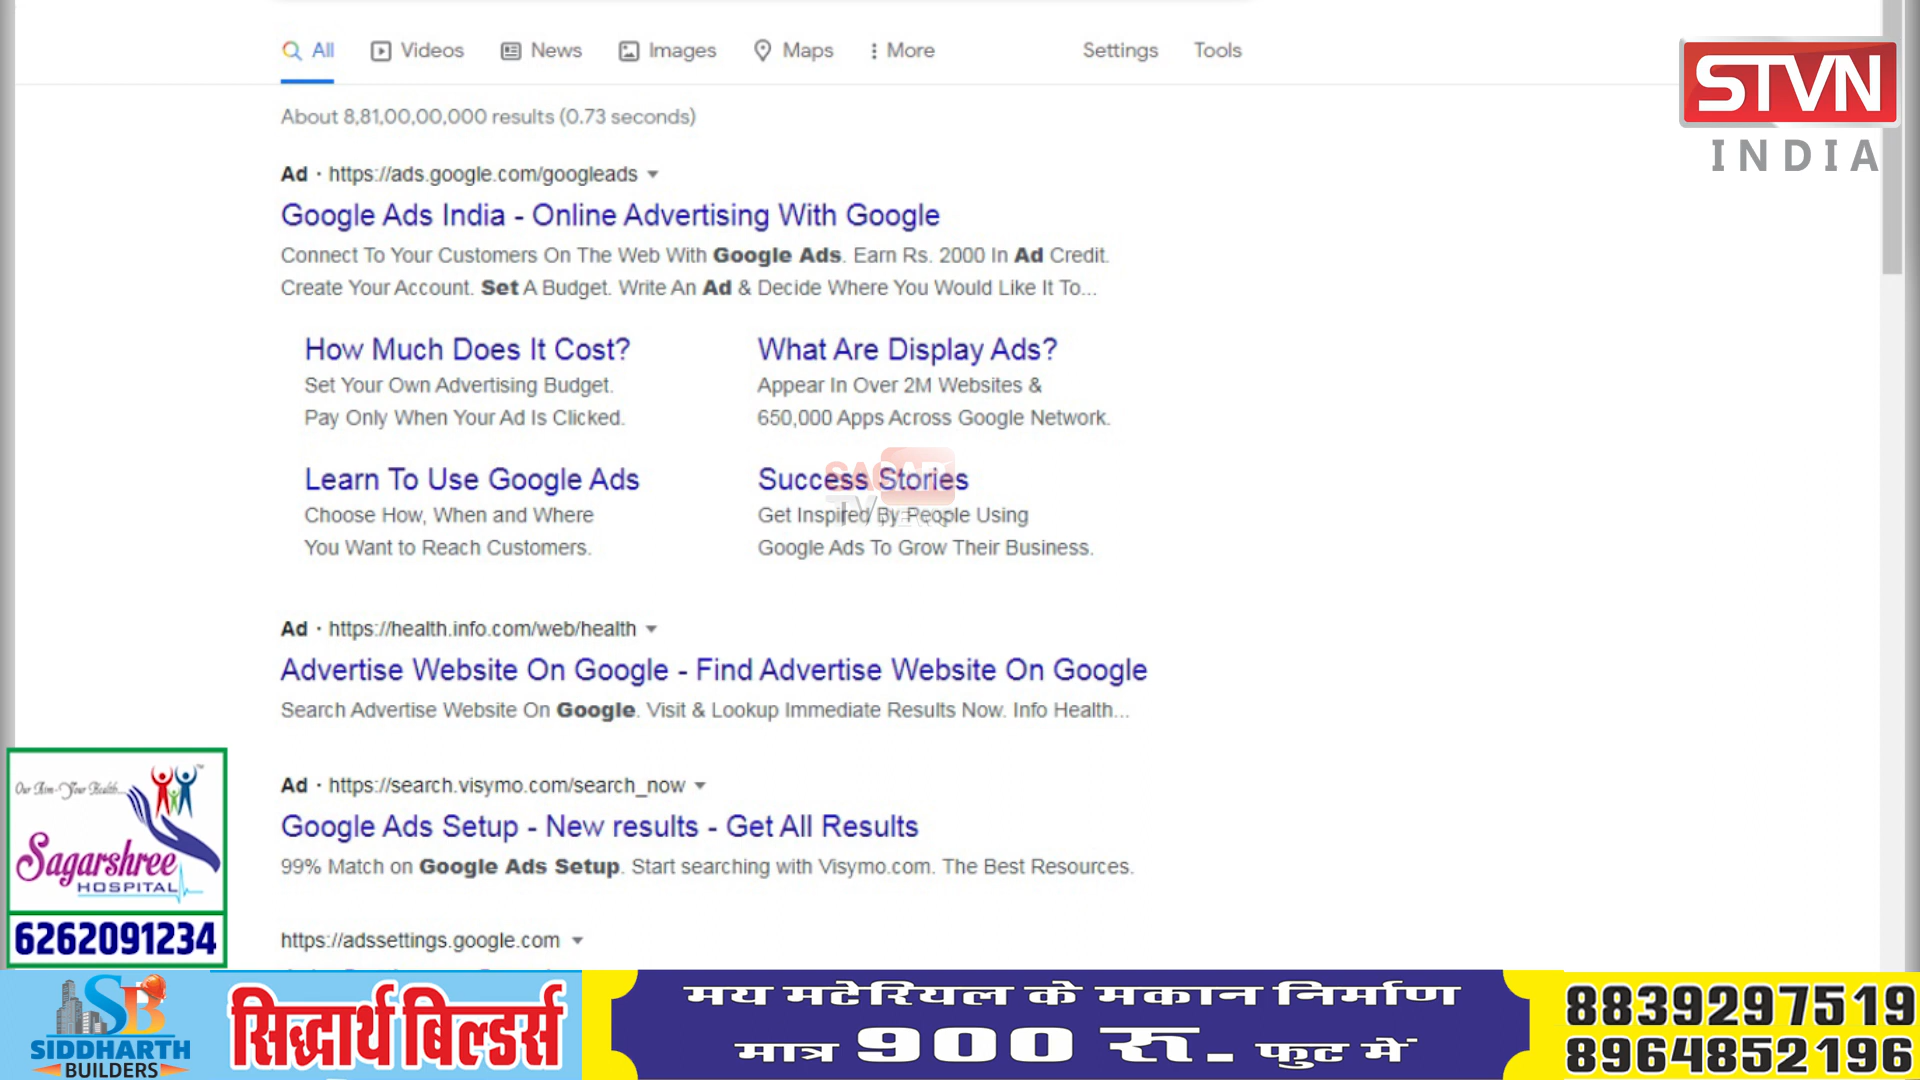 All
Videos
News
Images
Maps
More
Settings
Tools
STVN
INDIA
About 8,81,00,00,000 results (0.73 seconds)
Ad · https://ads.google.com/googleads
Google Ads India - Online Advertising With Google
Connect To Your Customers On The Web With Google Ads. Earn Rs. 2000 In Ad Credit.
Create Your Account. Set A Budget. Write An Ad & Decide Where You Would Like It To...
How Much Does It Cost?
Set Your Own Advertising Budget.
Pay Only When Your Ad Is Clicked.
What Are Display Ads?
Appear In Over 2M Websites &
650,000 Apps Across Google Network.
Learn To Use Google Ads
Choose How, When and Where
You Want to Reach Customers.
Success Stories
Get Inspired By People Using
Google Ads To Grow Their Business.
SAGAR
TV NEWS
Ad · https://health.info.com/web/health
Advertise Website On Google - Find Advertise Website On Google
Search Advertise Website On Google. Visit & Lookup Immediate Results Now. Info Health...
Ad · https://search.visymo.com/search_now
Google Ads Setup - New results - Get All Results
99% Match on Google Ads Setup. Start searching with Visymo.com. The Best Resources.
https://adssettings.google.com
Our Aim-Your Health...
Sagarshree
HOSPITAL
6262091234
SB
SIDDHARTH
BUILDERS
सिद्धार्थ बिल्डर्स
मय मटेरियल के मकान निर्माण
मात्र 900 रु. फुट में
8839297519
8964852196